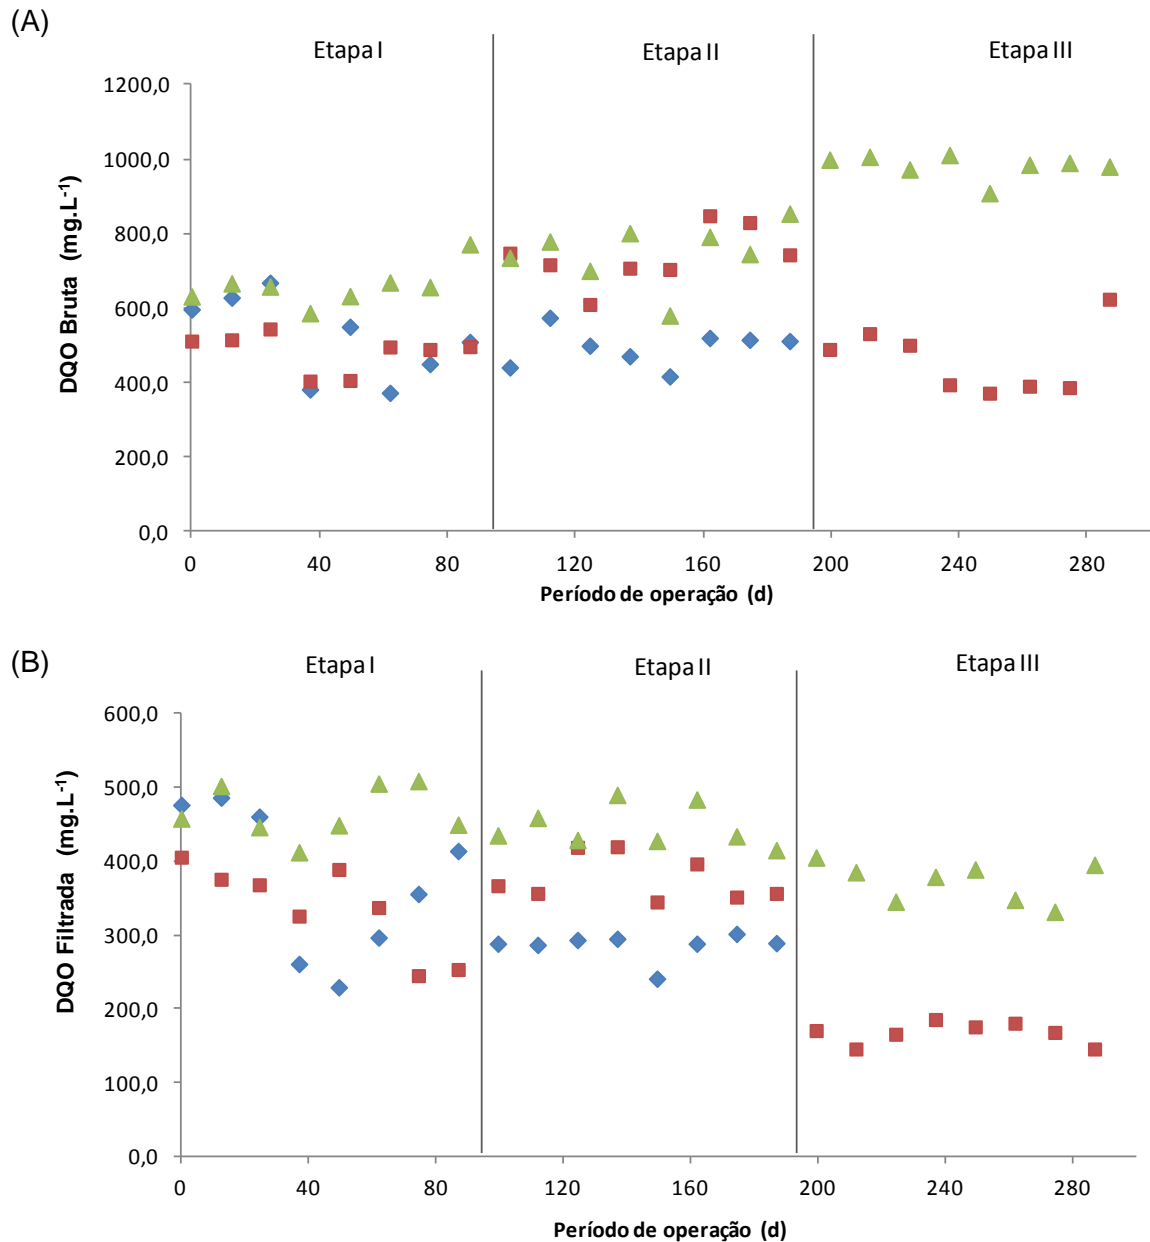 (A)
Etapa I
Etapa II
Etapa III
DQO Bruta (mg.L-1)
1200,0
1000,0
800,0
600,0
400,0
200,0
0,0
0 40 80 120 160 200 240 280
Período de operação (d)
(B)
Etapa I
Etapa II
Etapa III
DQO Filtrada (mg.L-1)
600,0
500,0
400,0
300,0
200,0
100,0
0,0
0 40 80 120 160 200 240 280
Período de operação (d)